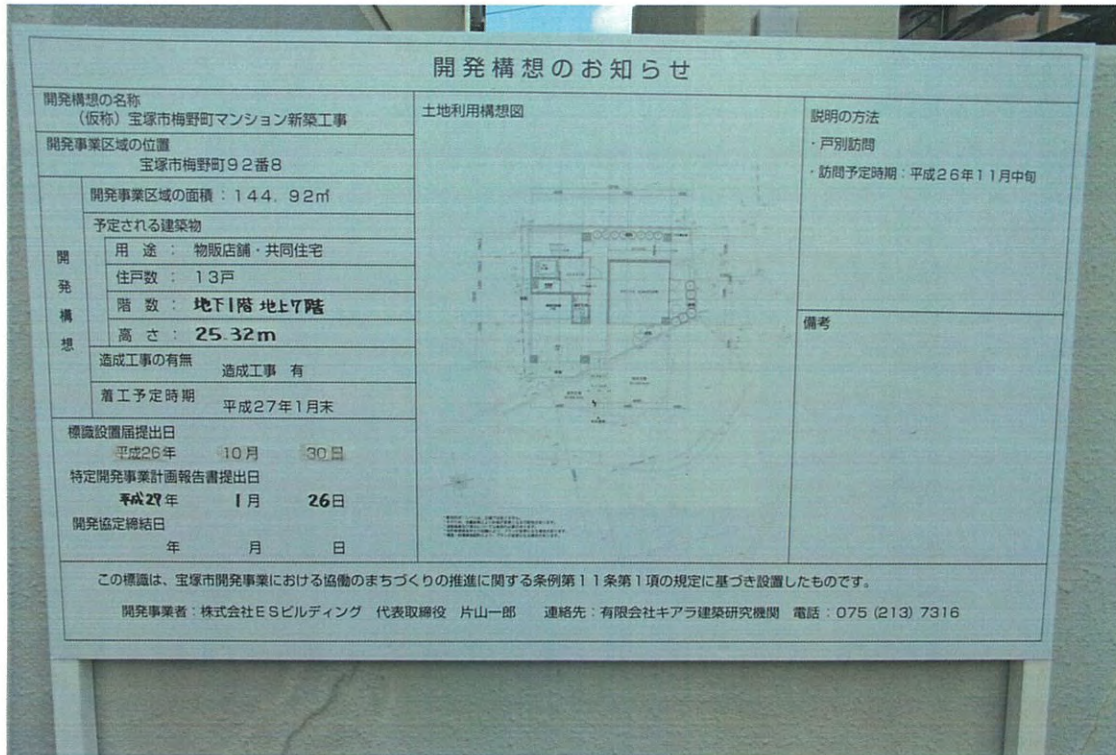 開発構想のお知らせ
開発構想の名称
（仮称）宝塚市梅野町マンション新築工事
開発事業区域の位置
宝塚市梅野町９２番８
開発構想
開発事業区域の面積：１４４．９２㎡
予定される建築物
用途：物販店舗・共同住宅
住戸数：１３戸
階数：地下1階 地上7階
高さ：25.32m
造成工事の有無
造成工事 有
着工予定時期
平成２７年１月末
標識設置届提出日
平成26年 10月 30日
特定開発事業計画報告書提出日
平成27年 1月 26日
開発協定締結日
年 月 日
土地利用構想図
説明の方法
・戸別訪問
・訪問予定時期：平成２６年１１月中旬
備考
この標識は、宝塚市開発事業における協働のまちづくりの推進に関する条例第１１条第１項の規定に基づき設置したものです。
開発事業者：株式会社ＥＳビルディング 代表取締役 片山一郎 連絡先：有限会社キアラ建築研究機関 電話：075 (213) 7316